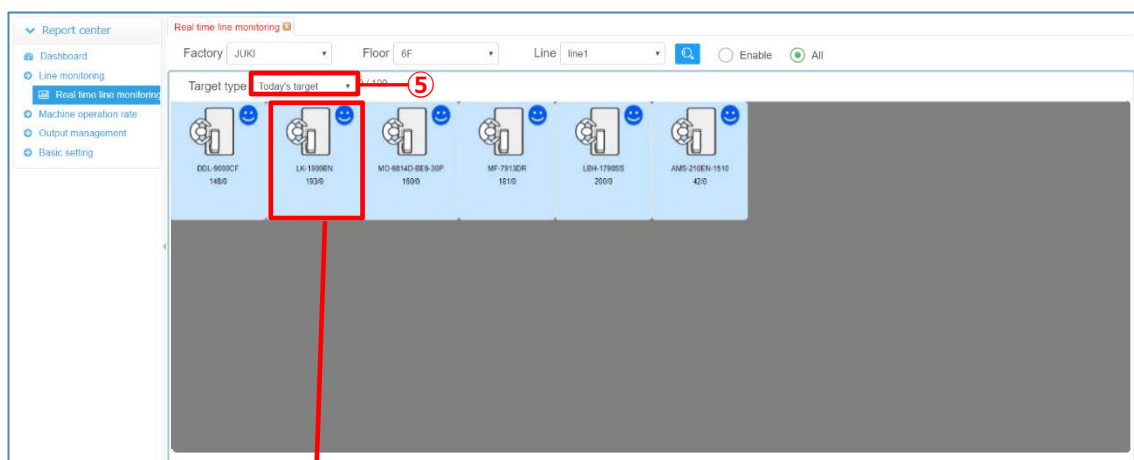 Report center
Real time line monitoring
Dashboard
Line monitoring
Real time line monitoring
Machine operation rate
Output management
Basic setting
Factory JUKI Floor 6F Line line1 Enable All
Target type Today's target ⑤
DDL-9000CF LK-1900BN MO-6814D-BE6-30P MF-7913DR LBH-1790SS AMS-210EN-1510
148/0 193/0 160/0 181/0 200/0 42/0